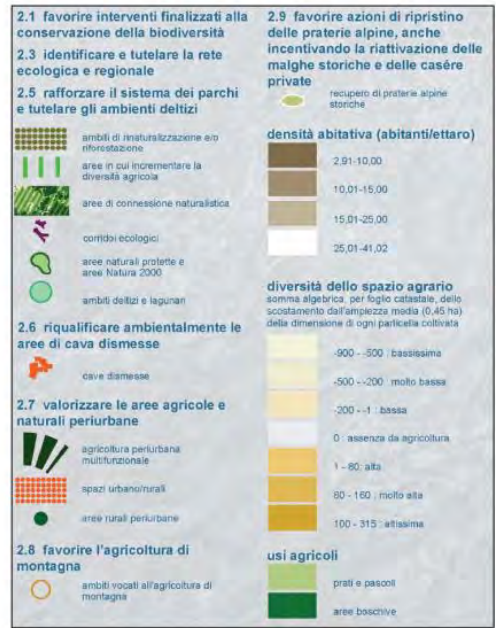 2.1 favorire interventi finalizzati alla
conservazione della biodiversità
2.3 identificare e tutelare la rete
ecologica e regionale
2.5 rafforzare il sistema dei parchi
e tutelare gli ambienti deltizi
ambiti di rinaturalizzazione e/o
riforestazione
aree in cui incrementare la
diversità agricola
aree di connessione naturalistica
corridoi ecologici
aree naturali protette e
aree Natura 2000
ambiti deltizi e lagunari
2.6 riqualificare ambientalmente le
aree di cava dismesse
cave dismesse
2.7 valorizzare le aree agricole e
naturali periurbane
agricoltura periurbana
multifunzionale
spazi urbano/rurali
aree rurali periurbane
2.8 favorire l'agricoltura di
montagna
ambiti vocati all'agricoltura di
montagna
2.9 favorire azioni di ripristino
delle praterie alpine, anche
incentivando la riattivazione delle
malghe storiche e delle casére
private
recupero di praterie alpine
storiche
densità abitativa (abitanti/ettaro)
2,91-10,00
10,01-15,00
15,01-25,00
25,01-41,02
diversità dello spazio agrario
somma algebrica, per foglio catastale, dello
scostamento dall'ampiezza media (0,45 ha)
della dimensione di ogni particella coltivata
-900 - -500 : bassissima
-500 - -200 : molto bassa
-200 - -1 : bassa
0 : assenza da agricoltura
1 - 60: alta
60 - 160 : molto alta
100 - 315 : altissima
usi agricoli
prati e pascoli
aree boschive